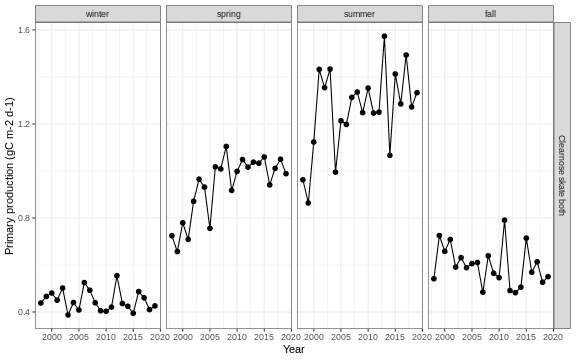 winter spring summer fall
Primary production (gC m-2 d-1)
1.6
1.2
0.8
0.4
Clearnose skate both
2000 2005 2010 2015 2020 2000 2005 2010 2015 2020 2000 2005 2010 2015 2020 2000 2005 2010 2015 2020
Year